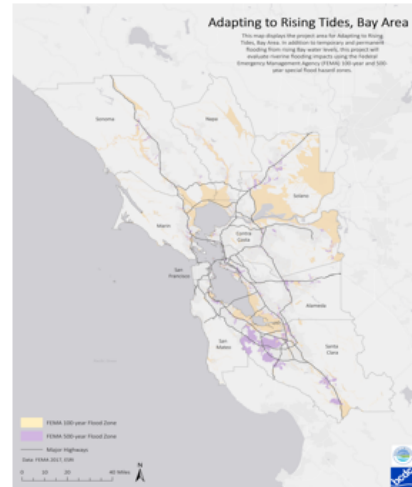 Adapting to Rising Tides, Bay Area
This map displays the project area for Adapting to Rising
Tides, Bay Area. In addition to temporary and permanent
flooding from rising Bay water levels, this project will
evaluate riverine flooding impacts using the Federal
Emergency Management Agency (FEMA) 100-year and 500-
year special flood hazard zones.
Sonoma
Napa
Solano
Marin
Contra
Costa
San
Francisco
Alameda
San
Mateo
Santa
Clara
FEMA 100-year Flood Zone
FEMA 500-year Flood Zone
Major Highways
Data: FEMA 2017, ESRI
0 10 20 40 Miles
N
bcdc